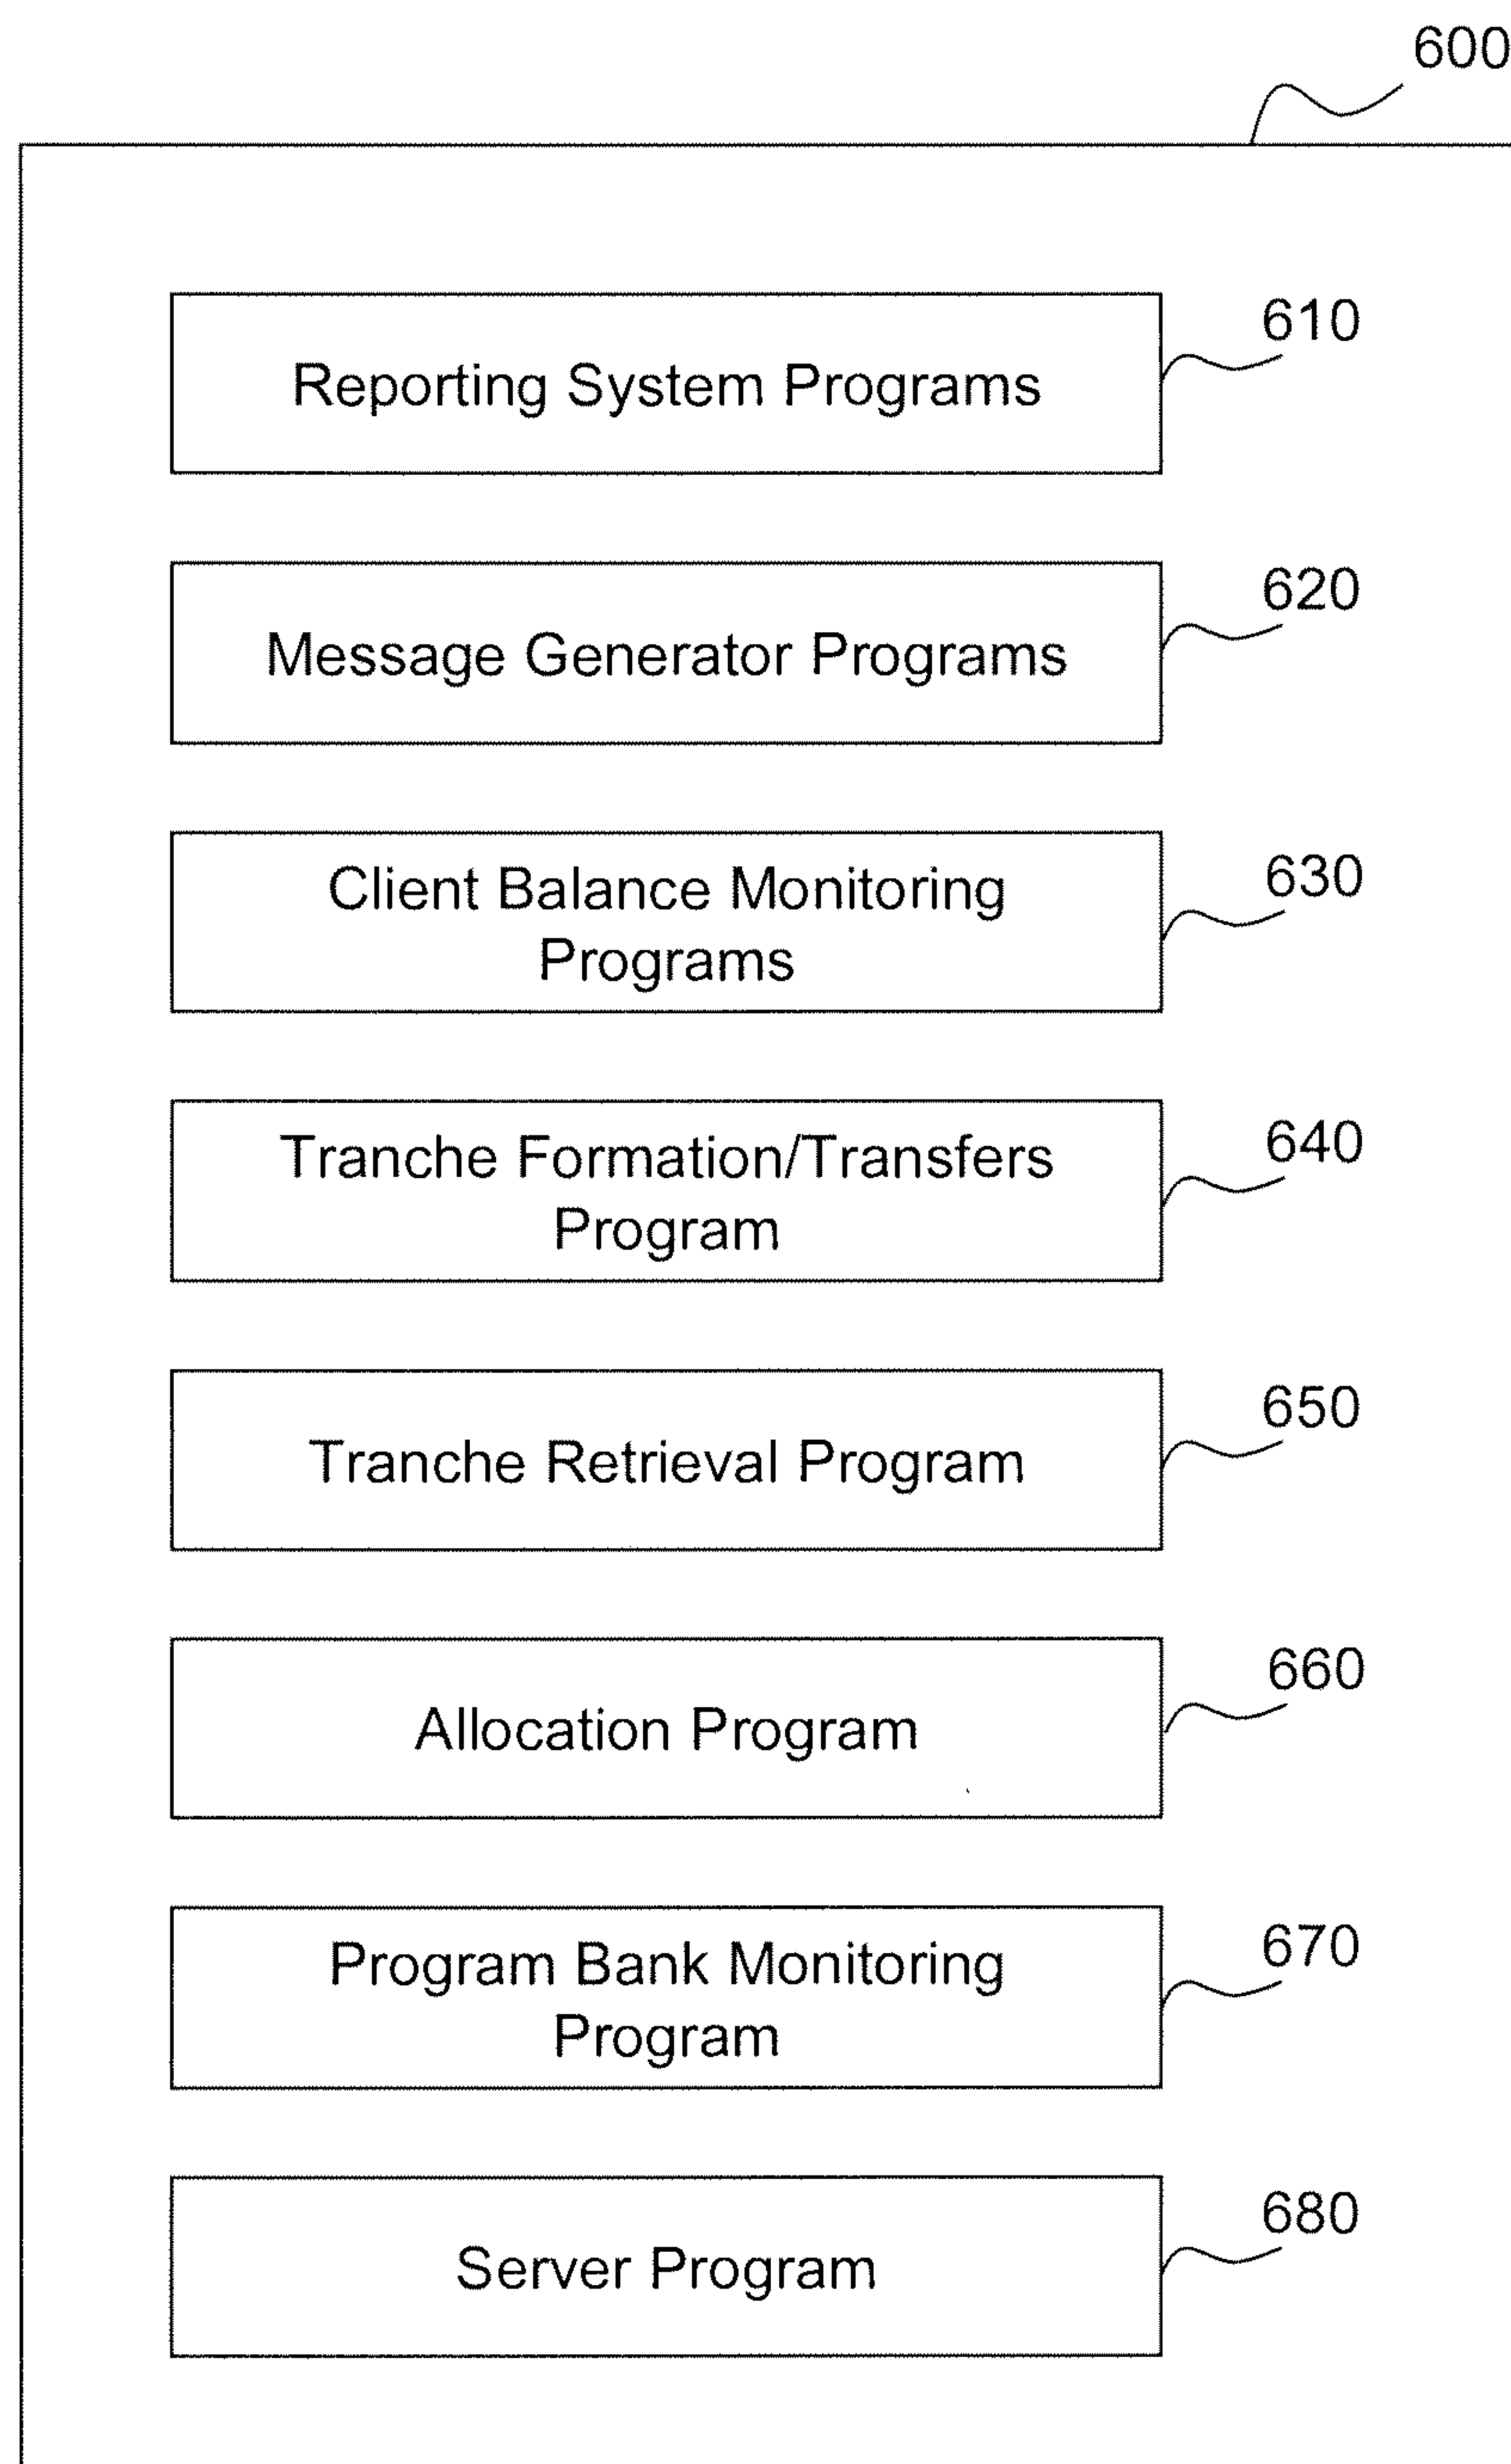 600
610
Reporting System Programs
620
Message Generator Programs
630
Client Balance Monitoring
Programs
640
Tranche Formation/Transfers
Program
650
Tranche Retrieval Program
660
Allocation Program
670
Program Bank Monitoring
Program
680
Server Program